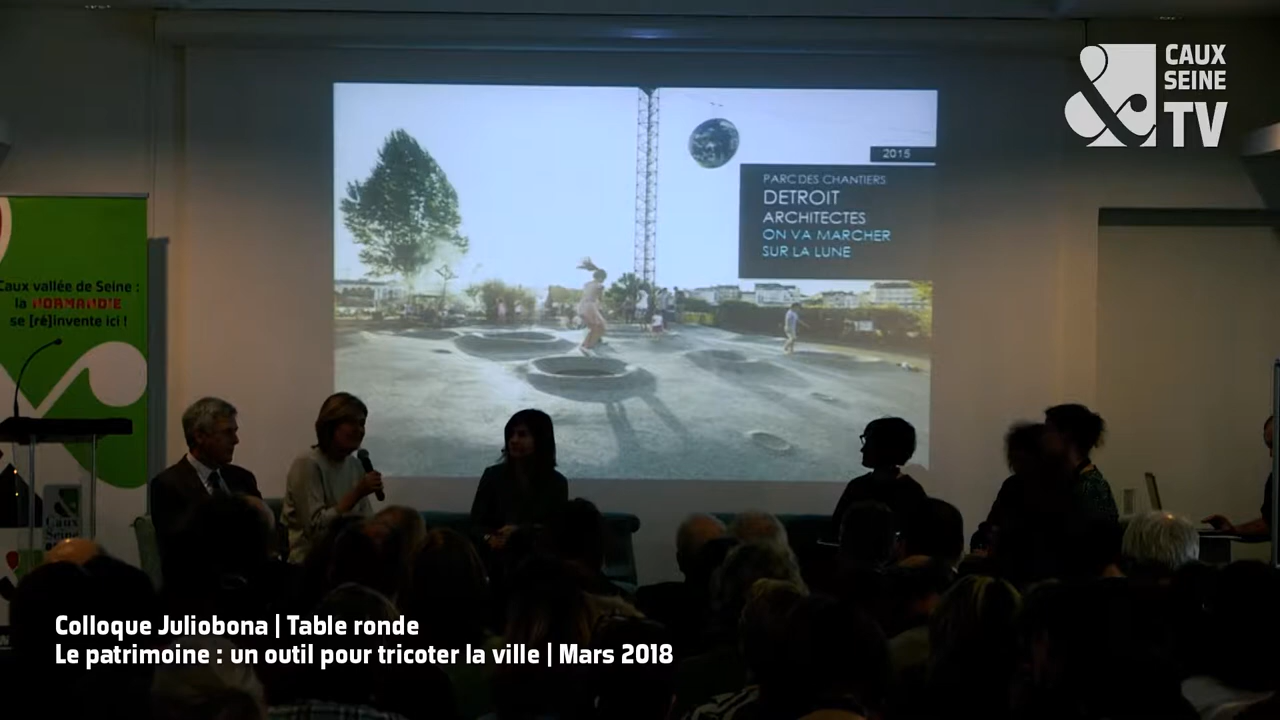 CAUX
SEINE
TV
2015
PARC DES CHANTIERS
DETROIT
ARCHITECTES
ON VA MARCHER
SUR LA LUNE
Caux vallée de Seine :
la NORMANDIE
se [ré]invente ici !
Caux
Seine
Colloque Juliobona | Table ronde
Le patrimoine : un outil pour tricoter la ville | Mars 2018